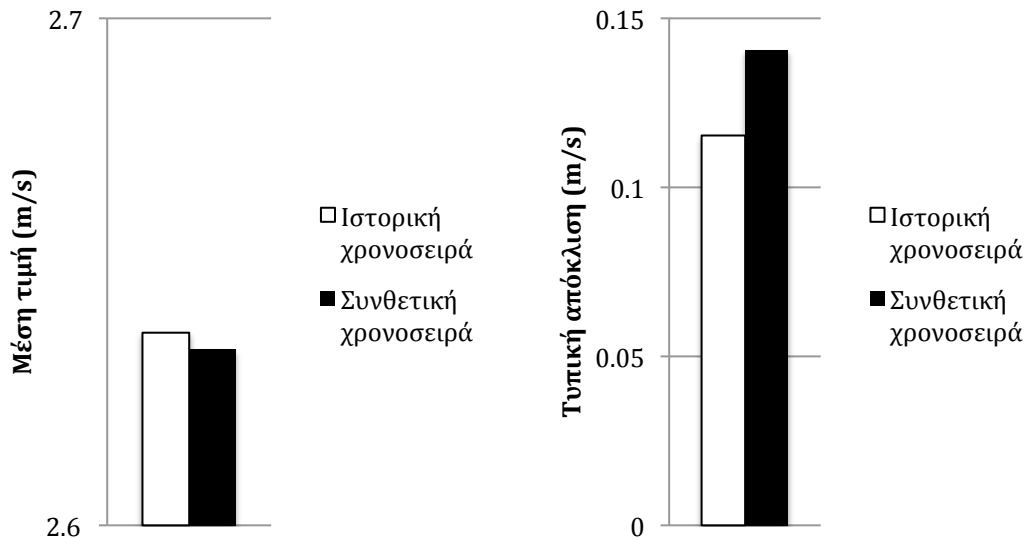 2.7
2.6
Μέση τιμή (m/s)
Ιστορική
χρονοσειρά
Συνθετική
χρονοσειρά
0.15
0.1
0.05
0
Τυπική απόκλιση (m/s)
Ιστορική
χρονοσειρά
Συνθετική
χρονοσειρά